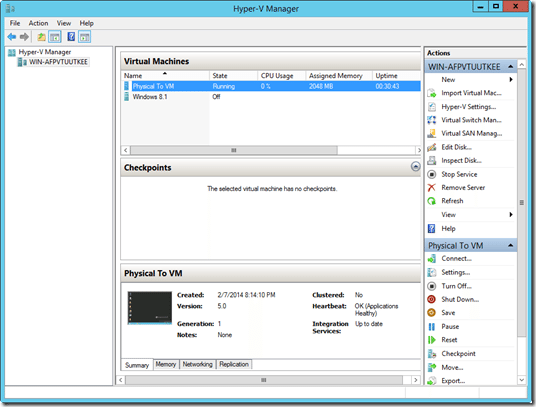 Hyper-V Manager
File Action View Help
Hyper-V Manager
WIN-AFPVTUUTKEE
Virtual Machines
Name State CPU Usage Assigned Memory Uptime
Physical To VM Running 0 % 2048 MB 00:30:43
Windows 8.1 Off
Checkpoints
The selected virtual machine has no checkpoints.
Physical To VM
Created: 2/7/2014 8:14:10 PM Clustered: No
Version: 5.0 Heartbeat: OK (Applications Healthy)
Generation: 1 Integration Services: Up to date
Notes: None
Summary Memory Networking Replication
Actions
WIN-AFPVTUUTKEE
New
Import Virtual Mac...
Hyper-V Settings...
Virtual Switch Man...
Virtual SAN Manag...
Edit Disk...
Inspect Disk...
Stop Service
Remove Server
Refresh
View
Help
Physical To VM
Connect...
Settings...
Turn Off...
Shut Down...
Save
Pause
Reset
Checkpoint
Move...
Export...